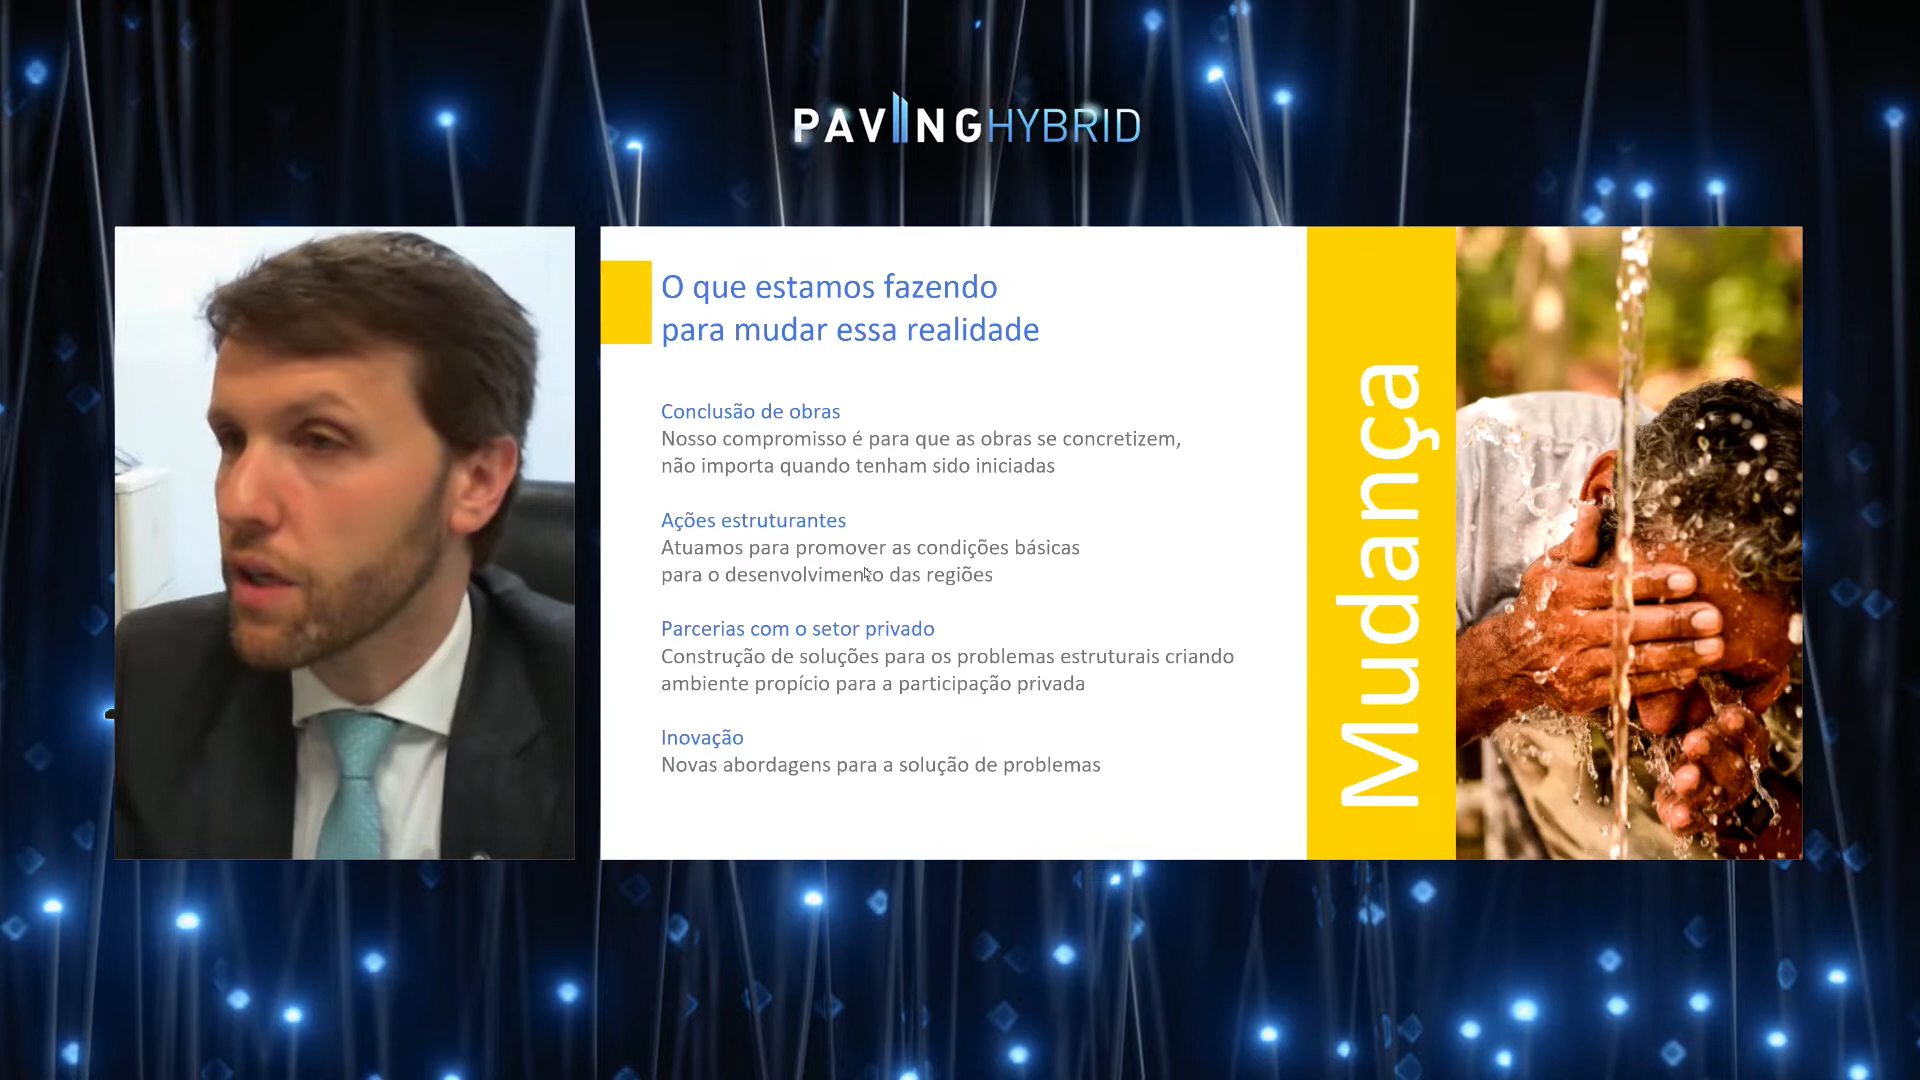 PAVINGHYBRID
O que estamos fazendo
para mudar essa realidade
Conclusão de obras
Nosso compromisso é para que as obras se concretizem,
não importa quando tenham sido iniciadas
Ações estruturantes
Atuamos para promover as condições básicas
para o desenvolvimento das regiões
Parcerias com o setor privado
Construção de soluções para os problemas estruturais criando
ambiente propício para a participação privada
Inovação
Novas abordagens para a solução de problemas
Mudança